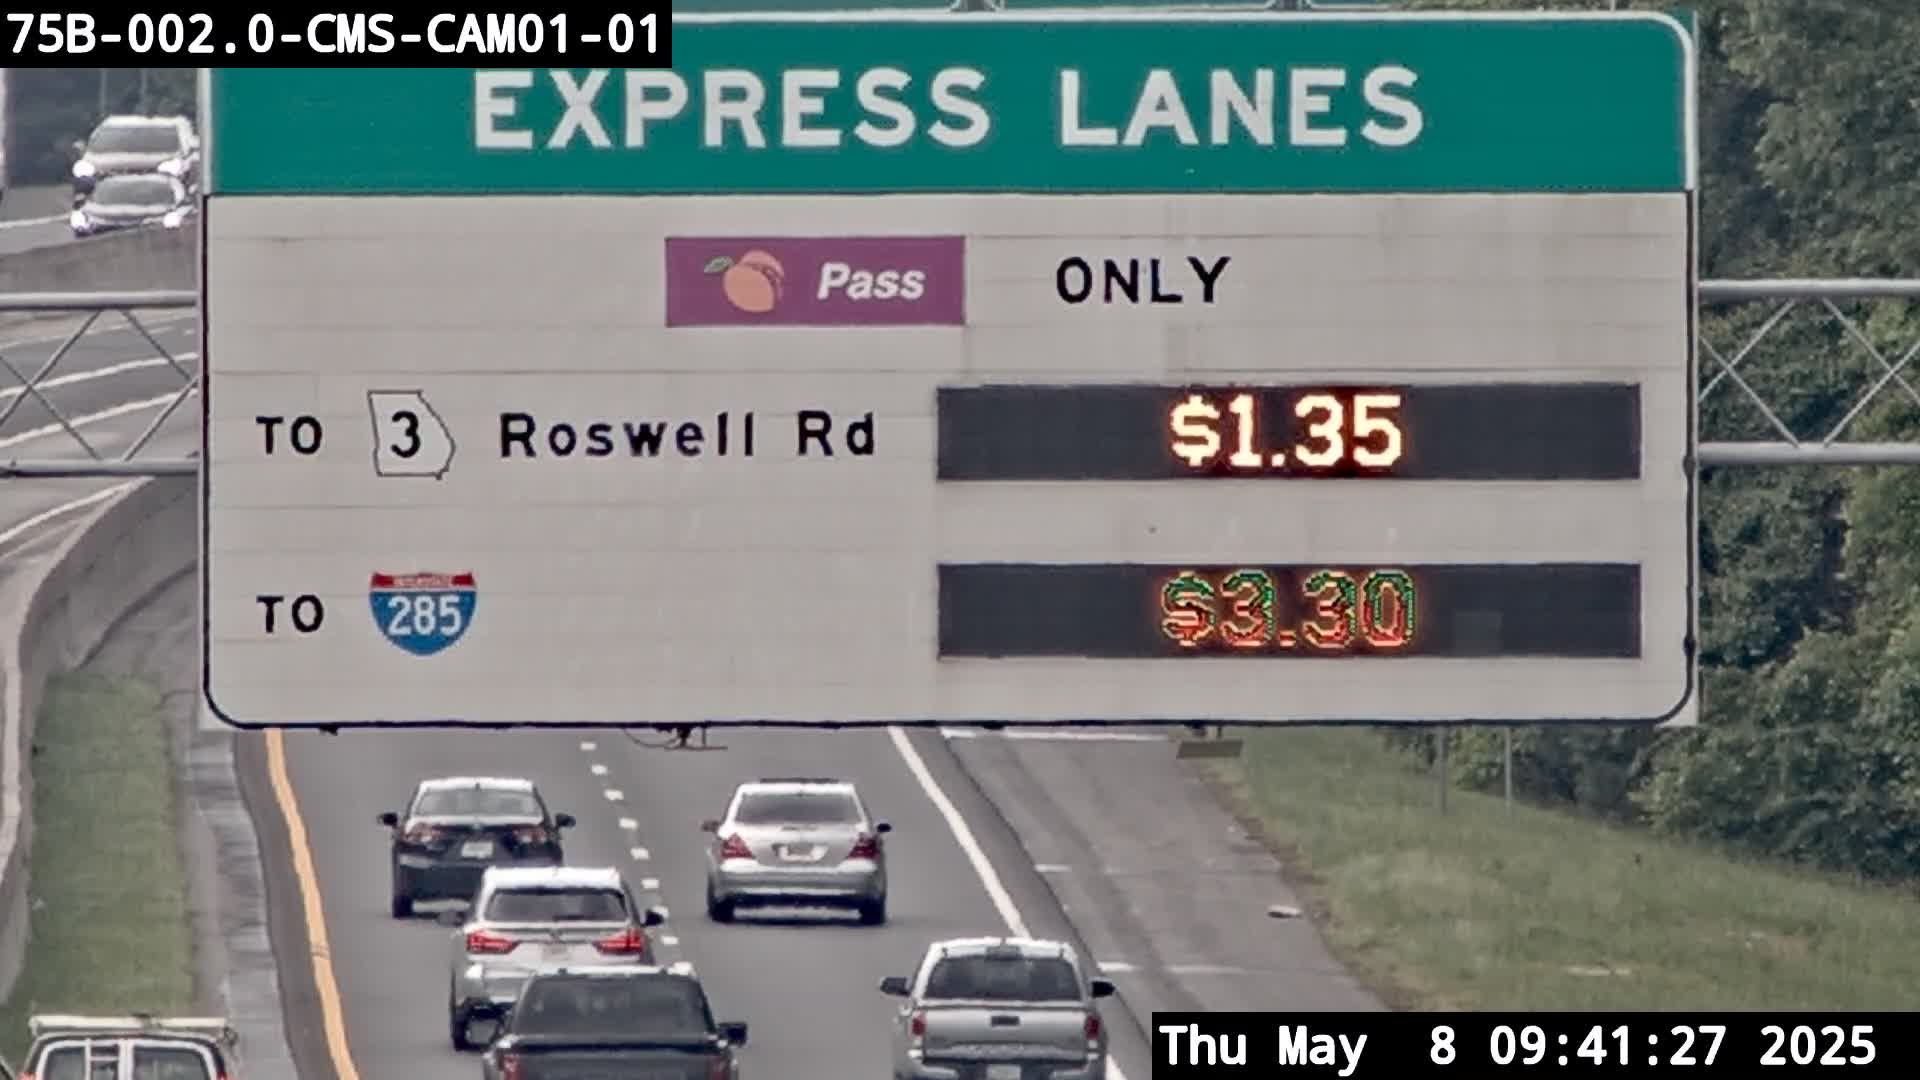 75B-002.0-CMS-CAM01-01
EXPRESS LANES
Pass ONLY
TO 3 Roswell Rd $1.35
TO 285 $3.30
Thu May 8 09:41:27 2025